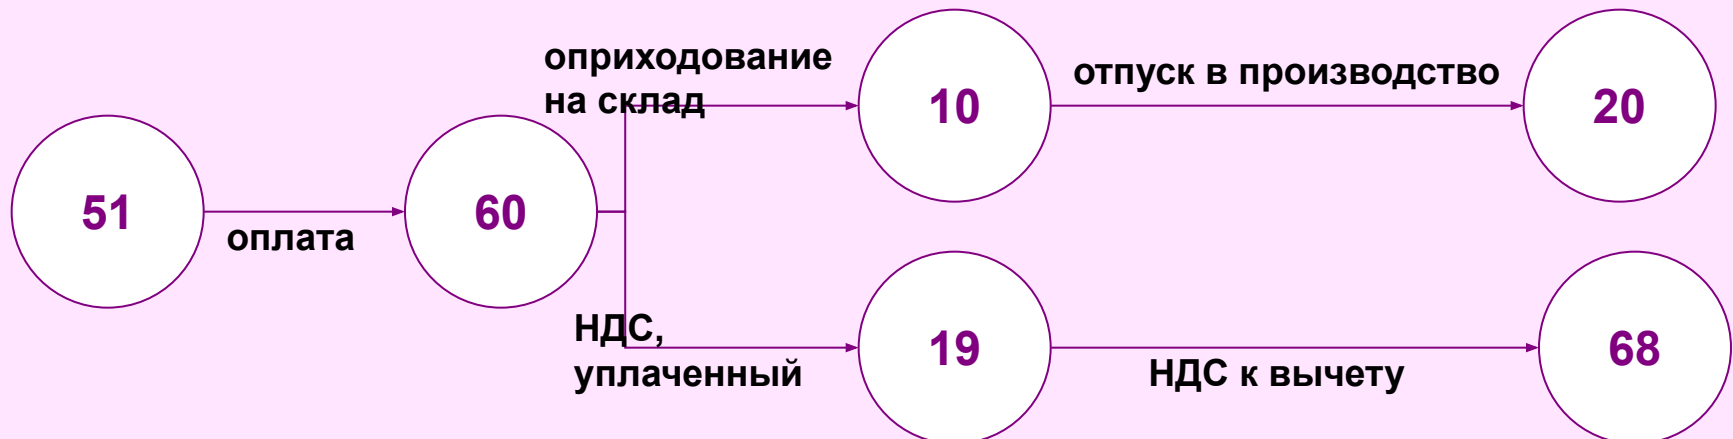 оприходование
на склад
отпуск в производство
10
20
51
60
оплата
НДС,
уплаченный
19
68
НДС к вычету